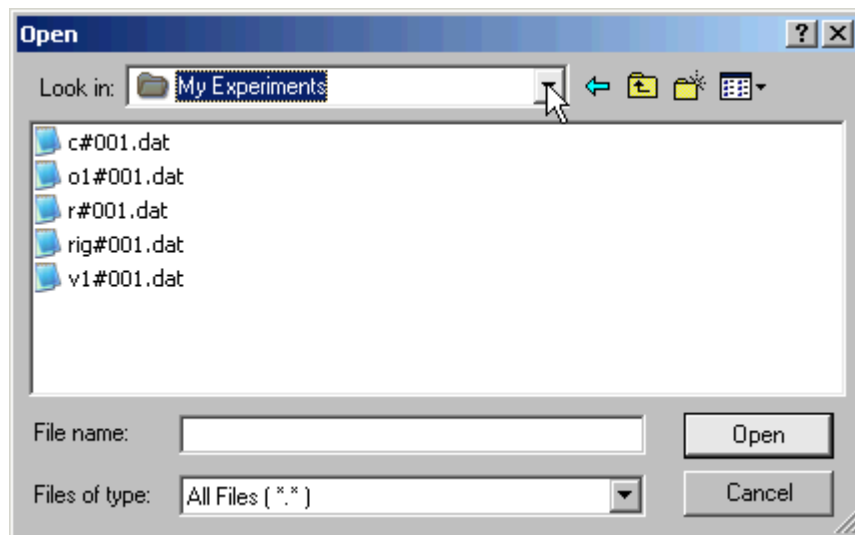 Open
Look in: My Experiments
c#001.dat
o1#001.dat
r#001.dat
rig#001.dat
v1#001.dat
File name: Open
Files of type: All Files ( *.* ) Cancel